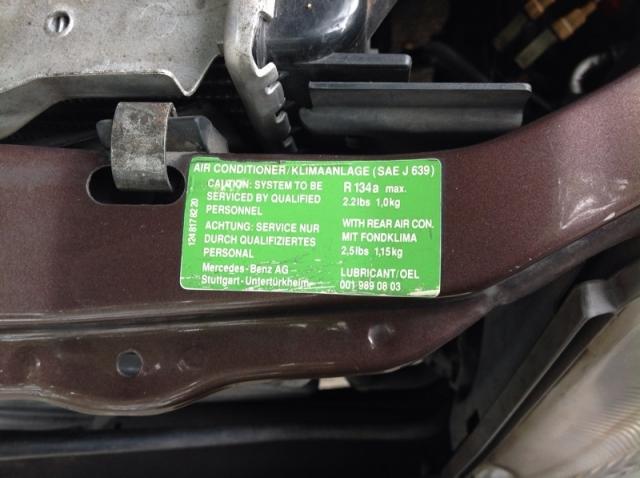 AIR CONDITIONER/KLIMAANLAGE (SAE J 639)
CAUTION: SYSTEM TO BE
SERVICED BY QUALIFIED
PERSONNEL
ACHTUNG: SERVICE NUR
DURCH QUALIFIZIERTES
PERSONAL
Mercedes-Benz AG
Stuttgart-Untertürkheim
R 134a max.
2.2lbs 1,0kg
WITH REAR AIR CON.
MIT FONDKLIMA
2,5lbs 1,15kg
LUBRICANT/OEL
001 989 08 03
124 817 82 20